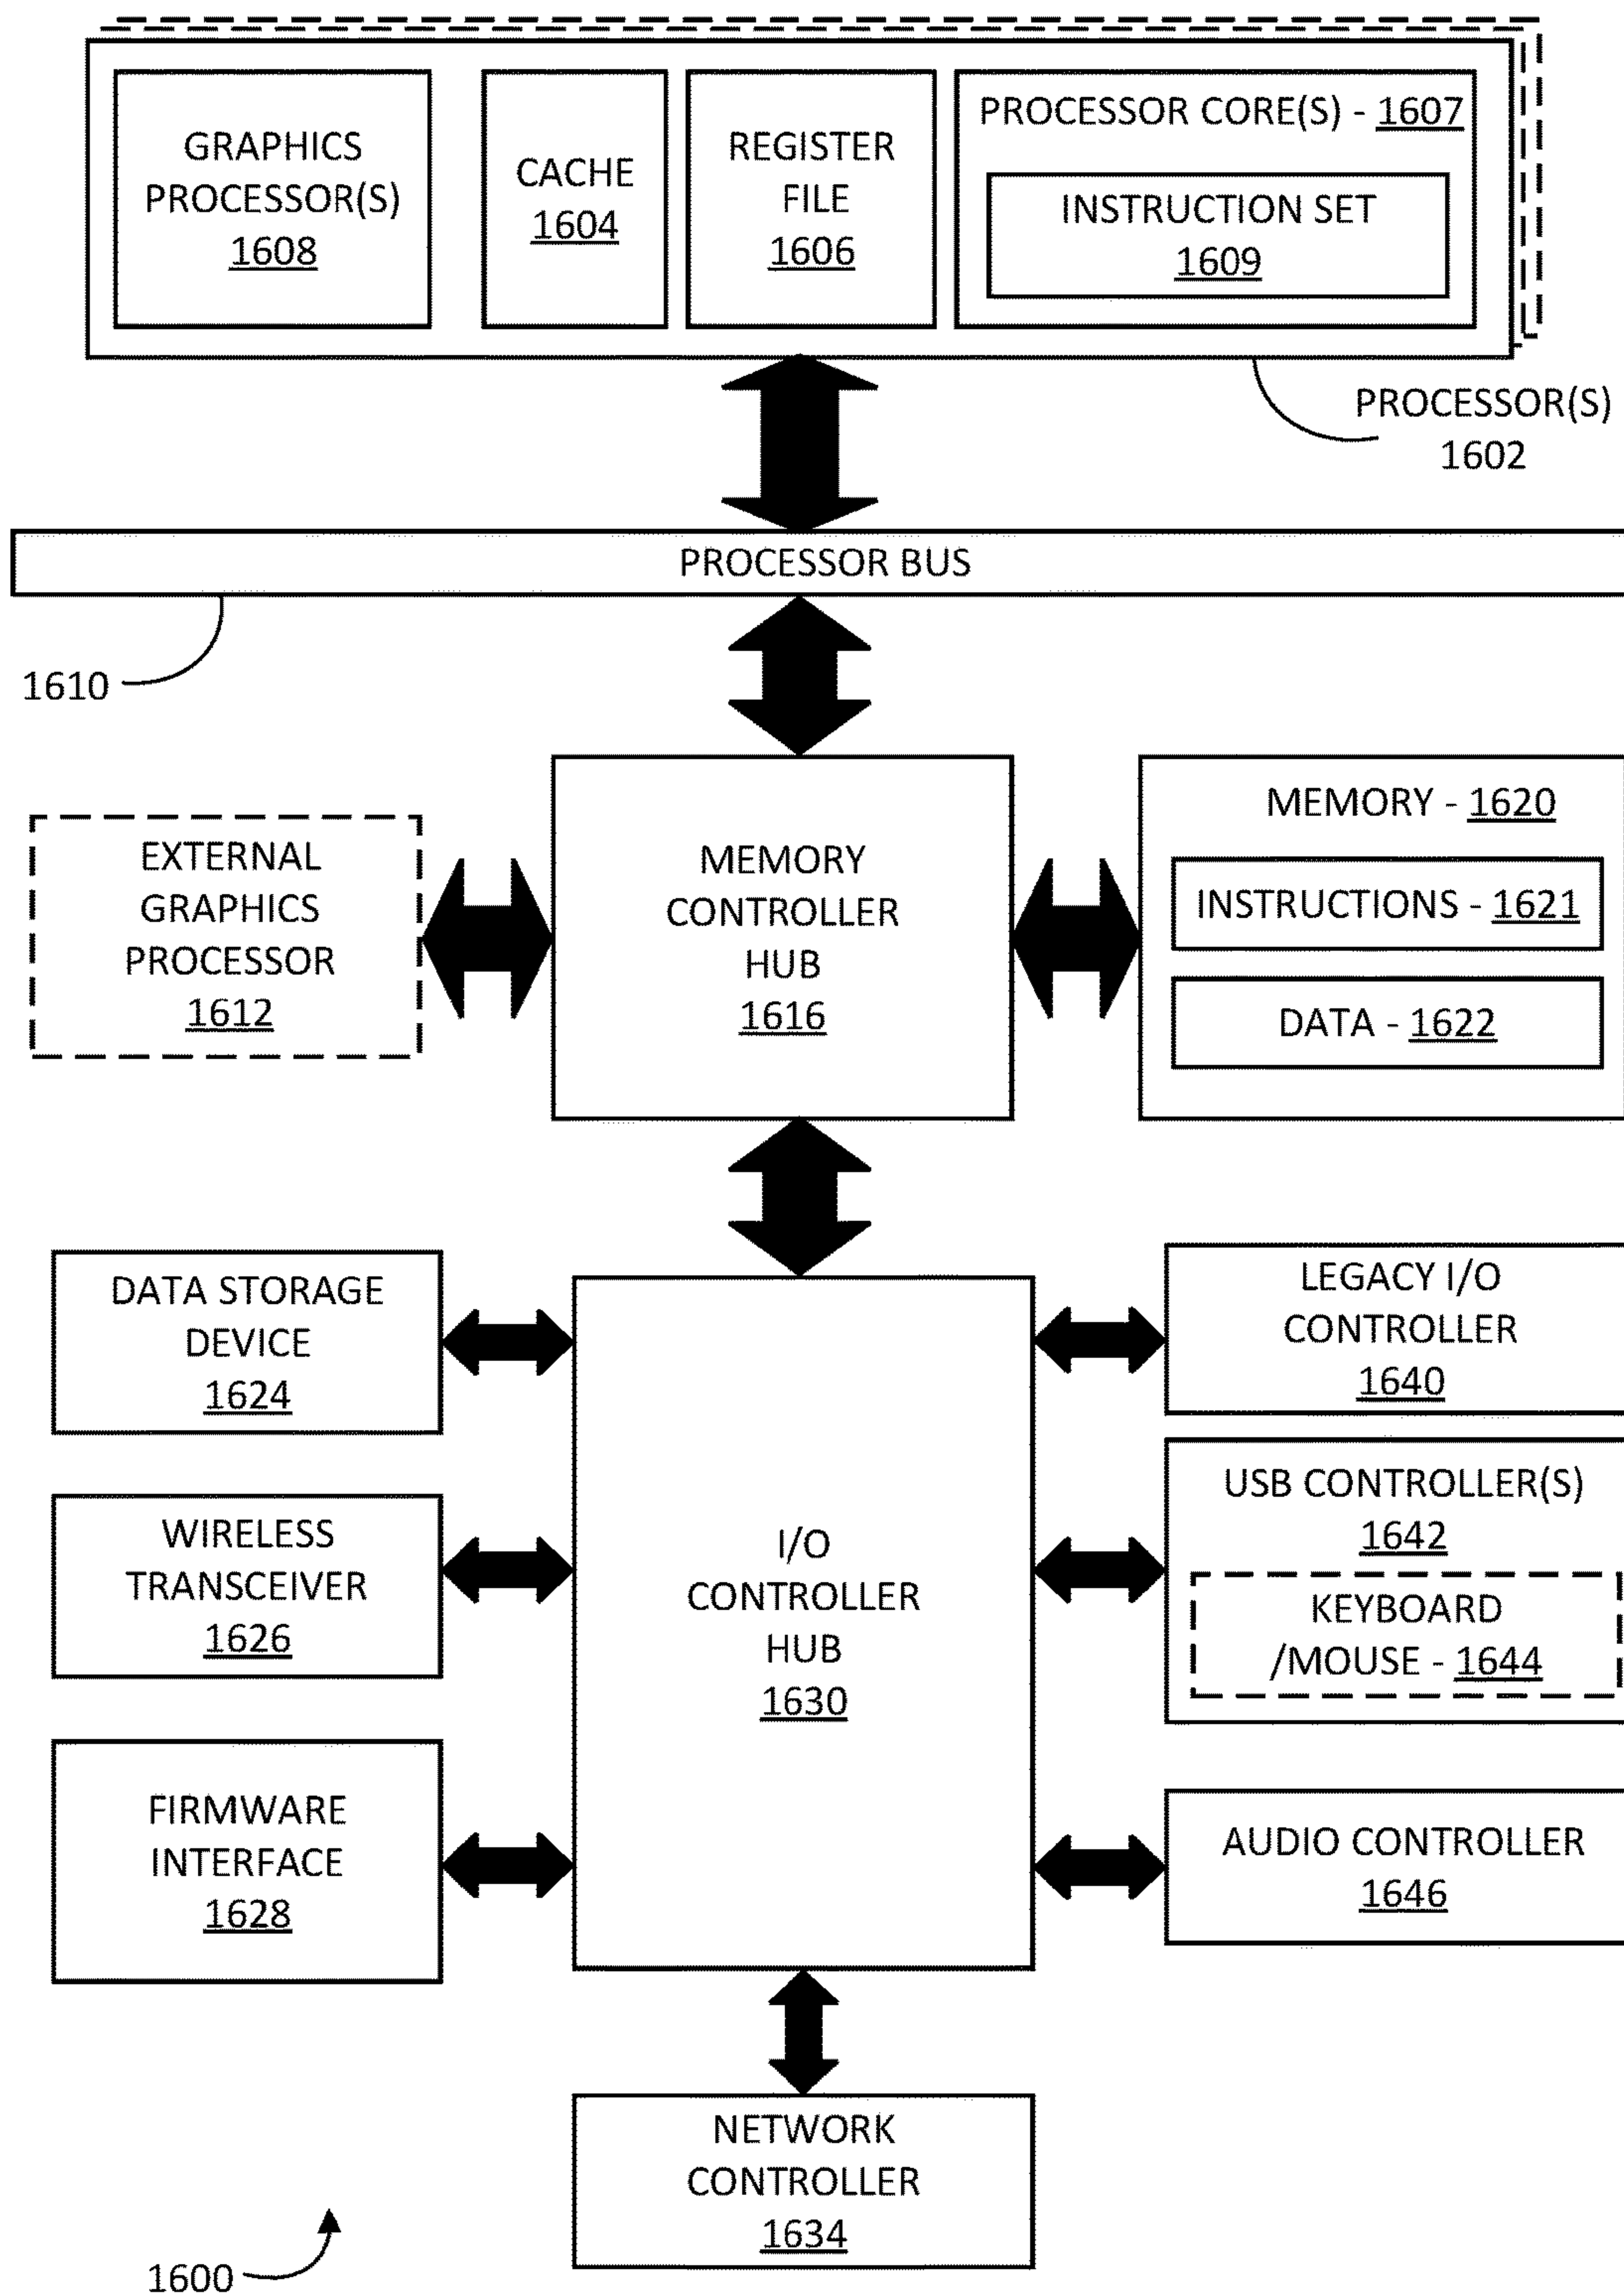 GRAPHICS
PROCESSOR(S)
1608
CACHE
1604
REGISTER
FILE
1606
PROCESSOR CORE(S) - 1607
INSTRUCTION SET
1609
PROCESSOR(S)
1602
PROCESSOR BUS
1610
EXTERNAL
GRAPHICS
PROCESSOR
1612
MEMORY
CONTROLLER
HUB
1616
MEMORY - 1620
INSTRUCTIONS - 1621
DATA - 1622
DATA STORAGE
DEVICE
1624
WIRELESS
TRANSCEIVER
1626
FIRMWARE
INTERFACE
1628
I/O
CONTROLLER
HUB
1630
LEGACY I/O
CONTROLLER
1640
USB CONTROLLER(S)
1642
KEYBOARD
/MOUSE - 1644
AUDIO CONTROLLER
1646
NETWORK
CONTROLLER
1634
1600